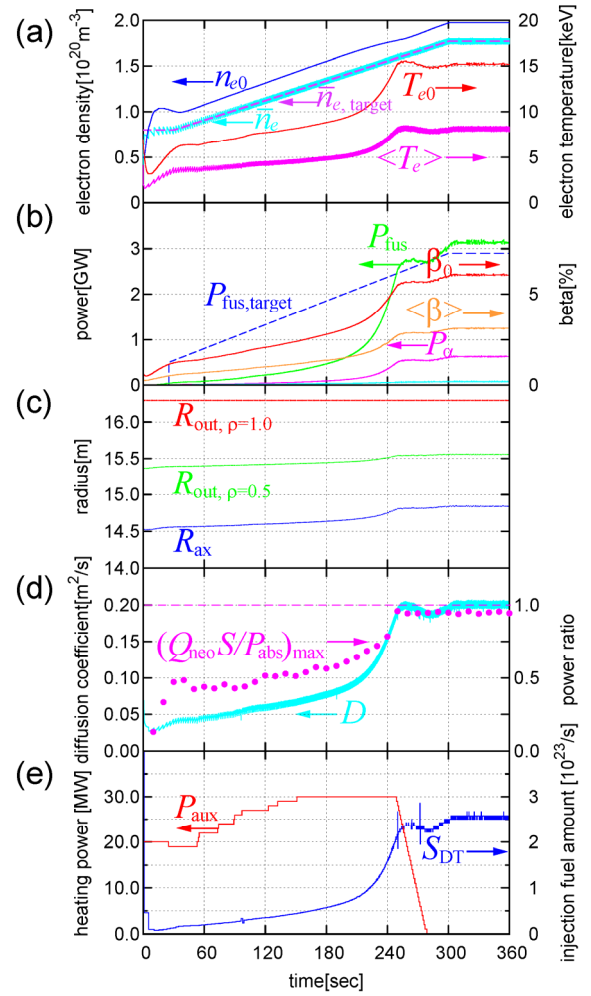 (a)
electron density[10^20 m^-3]
2.0
1.5
1.0
0.5
0
n_e0
n̄_e
n̄_e, target
T_e0
<T_e>
20
15
10
5
0
electron temperature[keV]
(b)
power[GW]
3
2
1
0
P_fus
P_fus,target
β_0
<β>
P_α
5
0
beta[%]
(c)
radius[m]
16.0
15.5
15.0
14.5
14.0
R_out, ρ=1.0
R_out, ρ=0.5
R_ax
(d)
diffusion coefficient[m^2/s]
0.20
0.15
0.10
0.05
0.00
(Q_neo S/P_abs)_max
D
1.0
0.5
0.0
power ratio
(e)
heating power [MW]
30.0
20.0
10.0
0.0
P_aux
S_DT
3
2
1
0
injection fuel amount [10^23/s]
0 60 120 180 240 300 360
time[sec]